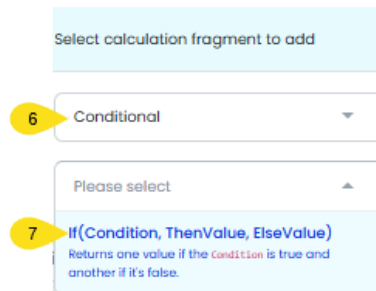 Select calculation fragment to add
6 Conditional
Please select
7 If(Condition, ThenValue, ElseValue)
Returns one value if the Condition is true and
another if it's false.